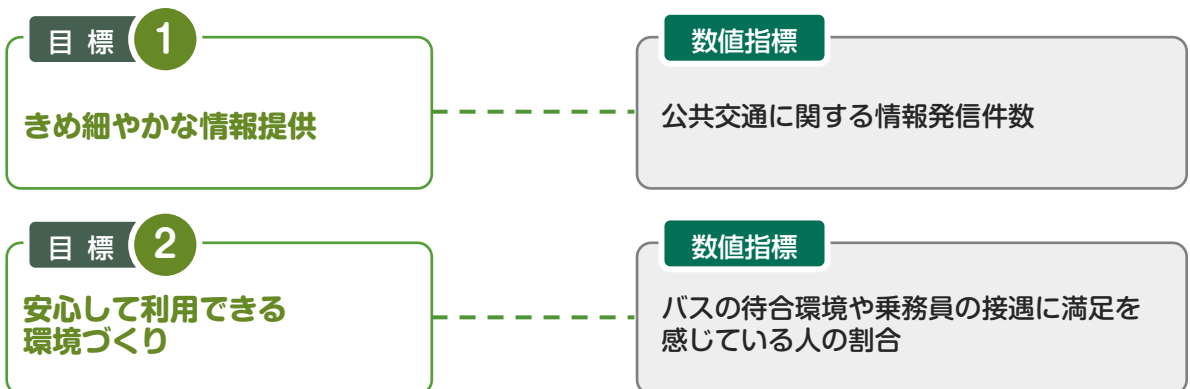 目標 1
数値指標
きめ細やかな情報提供
公共交通に関する情報発信件数
目標 2
数値指標
安心して利用できる
環境づくり
バスの待合環境や乗務員の接遇に満足を
感じている人の割合